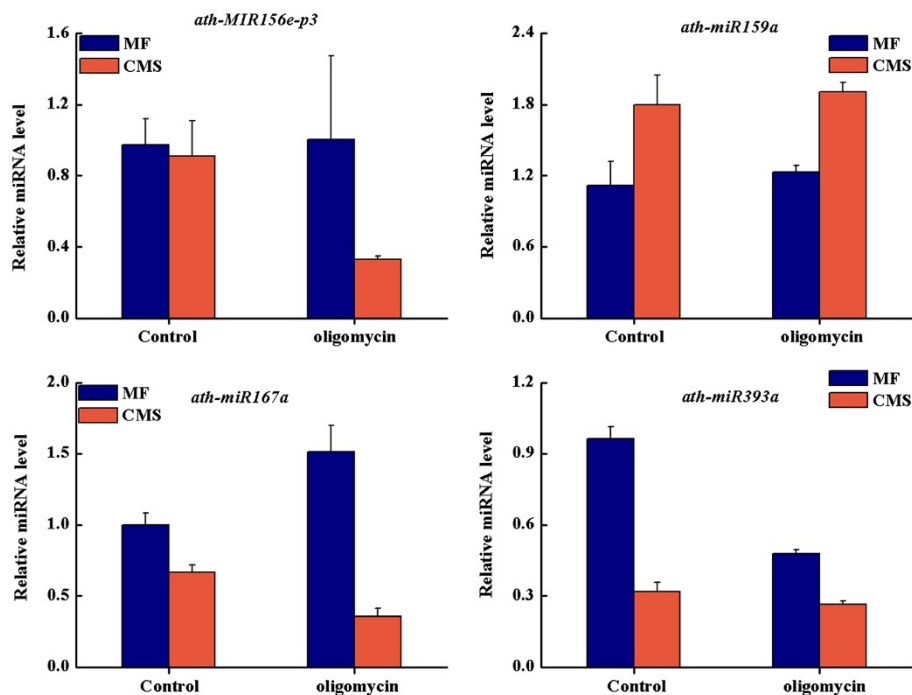 ath-MIR156e-p3
1.6
MF
CMS
1.2
0.8
0.4
0.0
Relative miRNA level
Control
oligomycin
ath-miR159a
2.4
MF
CMS
1.8
1.2
0.6
0.0
Relative miRNA level
Control
oligomycin
2.0
MF
ath-miR167a
CMS
1.5
1.0
0.5
0.0
Relative miRNA level
Control
oligomycin
1.2
MF
ath-miR393a
CMS
0.9
0.6
0.3
0.0
Relative miRNA level
Control
oligomycin